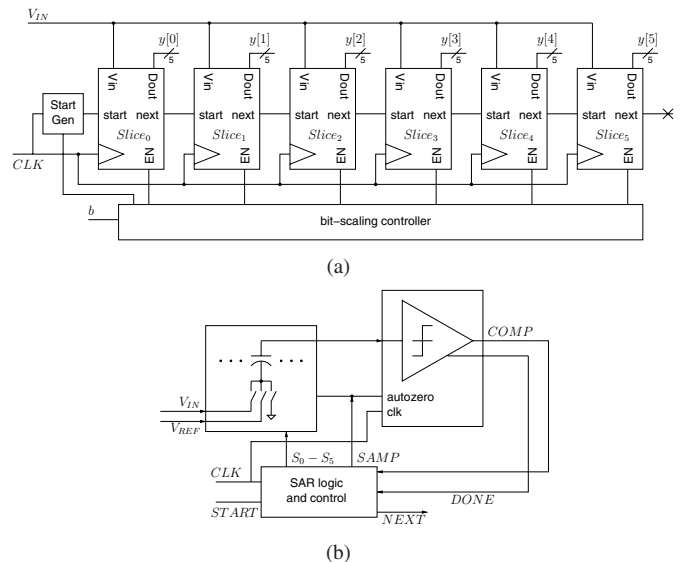 V_IN
y[0] y[1] y[2] y[3] y[4] y[5]
5 5 5 5 5 5
Vin Dout Vin Dout Vin Dout Vin Dout Vin Dout Vin Dout
Start Gen
start next start next start next start next start next start next
Slice_0 Slice_1 Slice_2 Slice_3 Slice_4 Slice_5
CLK
EN EN EN EN EN EN
b
bit-scaling controller
(a)
COMP
autozero
clk
V_IN
V_REF
S_0 − S_5 SAMP
CLK
SAR logic
and control
DONE
START
NEXT
(b)